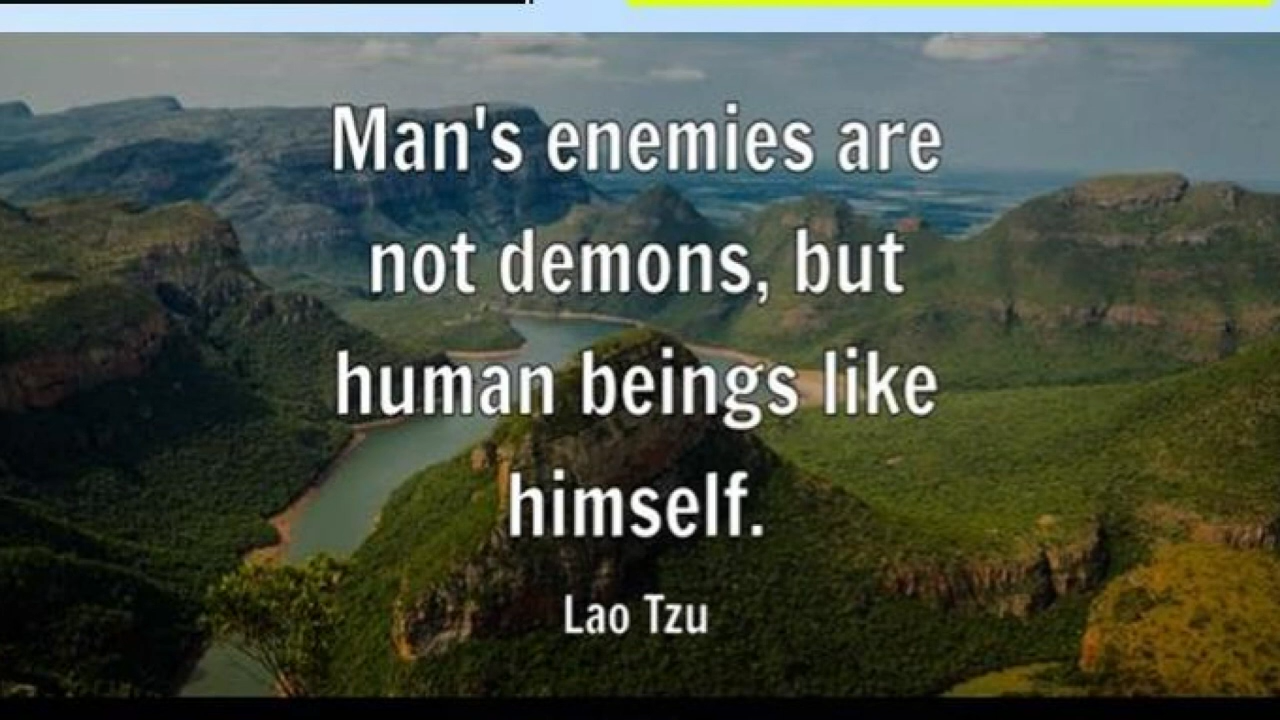 Man's enemies are
not demons, but
human beings like
himself.
Lao Tzu